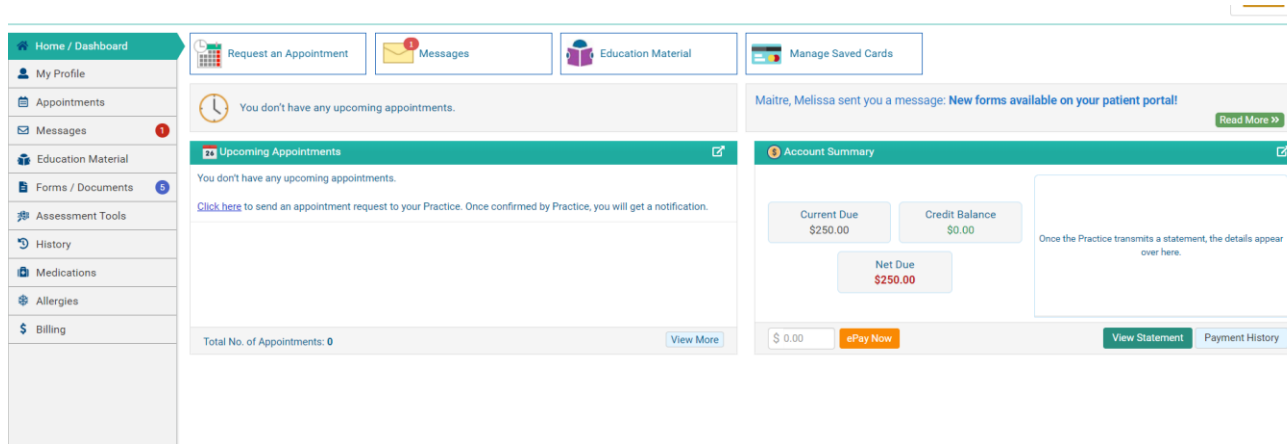 Home / Dashboard
My Profile
Appointments
Messages 1
Education Material
Forms / Documents 5
Assessment Tools
History
Medications
Allergies
Billing
Request an Appointment
1
Messages
Education Material
Manage Saved Cards
You don't have any upcoming appointments.
Maitre, Melissa sent you a message: New forms available on your patient portal!
Read More »
26 Upcoming Appointments
You don't have any upcoming appointments.
Click here to send an appointment request to your Practice. Once confirmed by Practice, you will get a notification.
Total No. of Appointments: 0
View More
$ Account Summary
Current Due
$250.00
Credit Balance
$0.00
Net Due
$250.00
Once the Practice transmits a statement, the details appear
over here.
$ 0.00
ePay Now
View Statement
Payment History